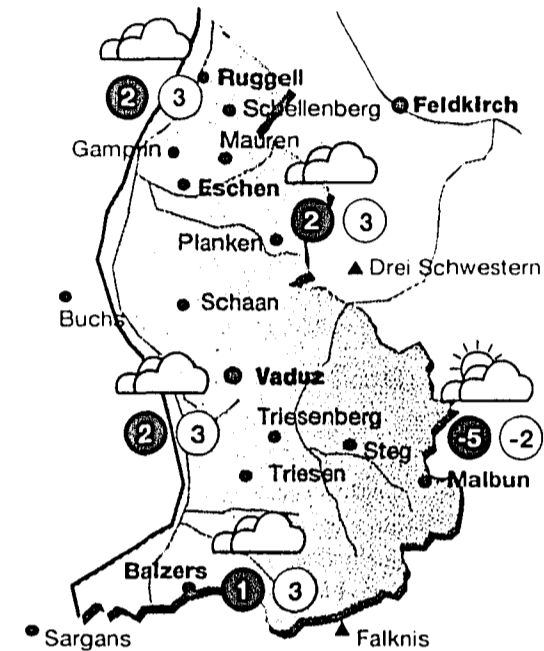 2 3
Ruggell
Schellenberg
Feldkirch
Mauren
Gamprin
Eschen
2 3
Planken
Drei Schwestern
Buchs
Schaan
Vaduz
2 3
Triesenberg
-5 -2
Steg
Triesen
Malbun
Balzers
1 3
Sargans
Falknis